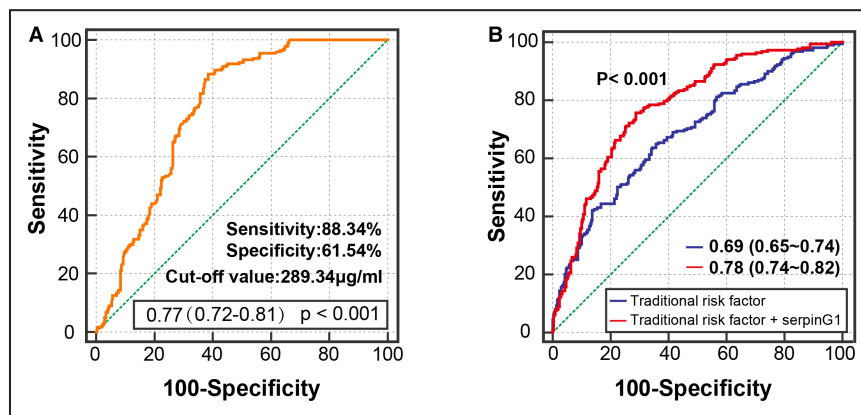 A
100
80
60
40
20
0
0 20 40 60 80 100
Sensitivity
100-Specificity
Sensitivity:88.34%
Specificity:61.54%
Cut-off value:289.34μg/ml
0.77(0.72-0.81) p < 0.001
B
100
80
60
40
20
0
0 20 40 60 80 100
Sensitivity
100-Specificity
P< 0.001
0.69 (0.65~0.74)
0.78 (0.74~0.82)
Traditional risk factor
Traditional risk factor + serpinG1